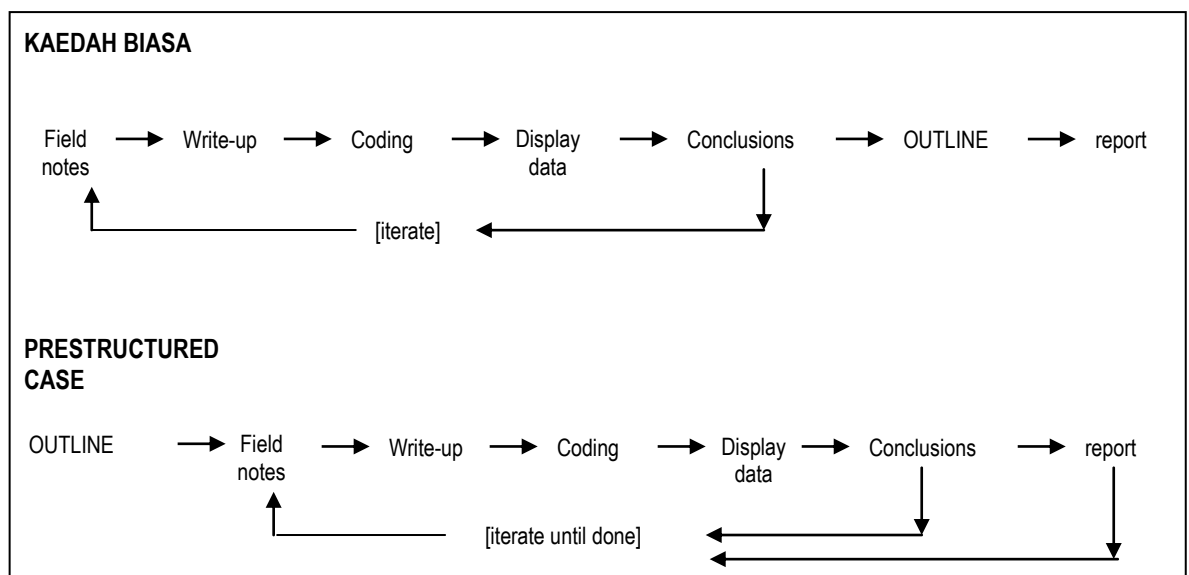 KAEDAH BIASA
Field notes Write-up Coding Display data Conclusions OUTLINE report
[iterate]
PRESTRUCTURED
CASE
OUTLINE Field notes Write-up Coding Display data Conclusions report
[iterate until done]